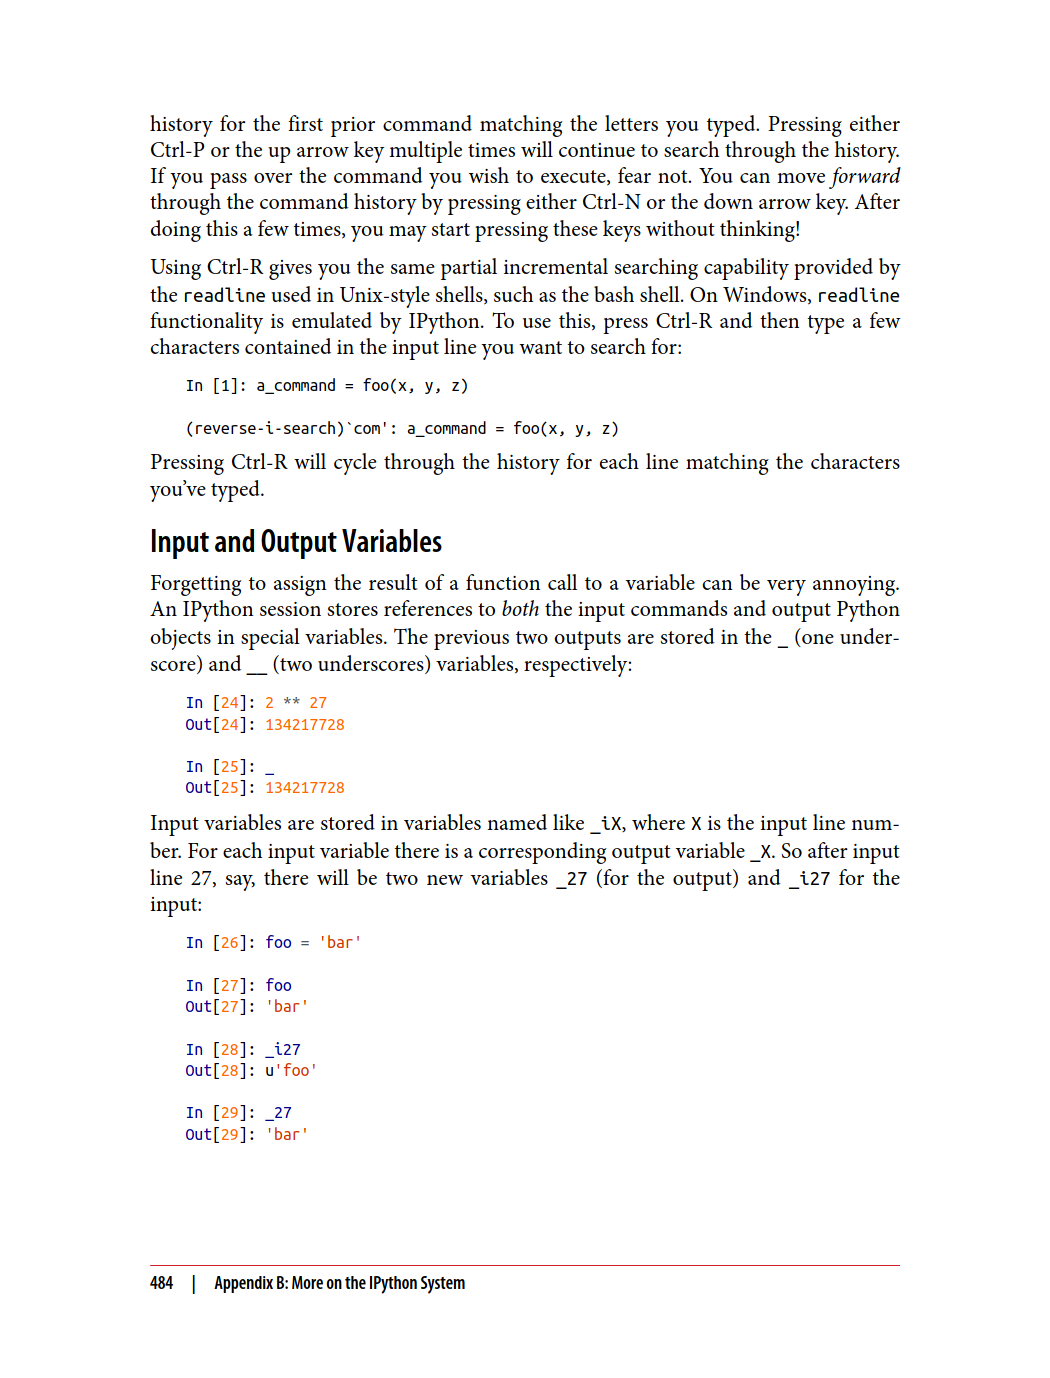 history for the first prior command matching the letters you typed. Pressing either
Ctrl-P or the up arrow key multiple times will continue to search through the history.
If you pass over the command you wish to execute, fear not. You can move forward
through the command history by pressing either Ctrl-N or the down arrow key. After
doing this a few times, you may start pressing these keys without thinking!
Using Ctrl-R gives you the same partial incremental searching capability provided by
the readline used in Unix-style shells, such as the bash shell. On Windows, readline
functionality is emulated by IPython. To use this, press Ctrl-R and then type a few
characters contained in the input line you want to search for:
In [1]: a_command = foo(x, y, z)
(reverse-i-search)`com': a_command = foo(x, y, z)
Pressing Ctrl-R will cycle through the history for each line matching the characters
you’ve typed.
Input and Output Variables
Forgetting to assign the result of a function call to a variable can be very annoying.
An IPython session stores references to both the input commands and output Python
objects in special variables. The previous two outputs are stored in the _ (one under-
score) and __ (two underscores) variables, respectively:
In [24]: 2 ** 27
Out[24]: 134217728
In [25]: _
Out[25]: 134217728
Input variables are stored in variables named like _iX, where X is the input line num-
ber. For each input variable there is a corresponding output variable _X. So after input
line 27, say, there will be two new variables _27 (for the output) and _i27 for the
input:
In [26]: foo = 'bar'
In [27]: foo
Out[27]: 'bar'
In [28]: _i27
Out[28]: u'foo'
In [29]: _27
Out[29]: 'bar'
484 | Appendix B: More on the IPython System